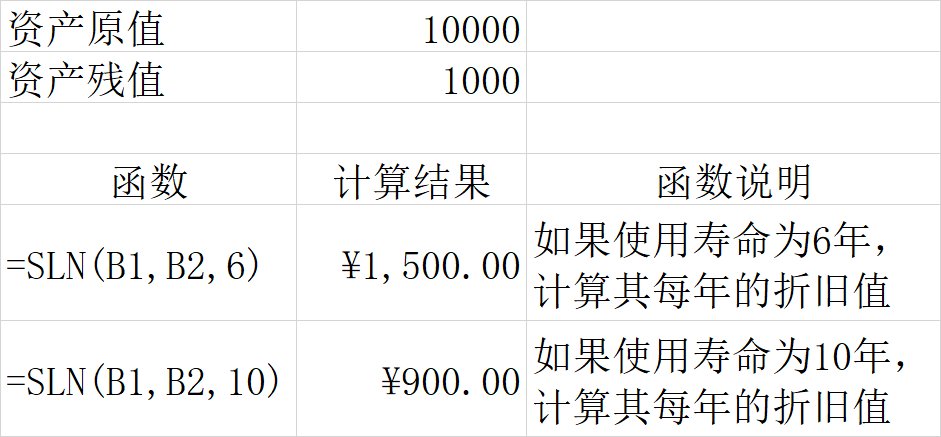 资产原值 10000
资产残值 1000
函数 计算结果 函数说明
=SLN(B1,B2,6) ¥1,500.00 如果使用寿命为6年，
计算其每年的折旧值
=SLN(B1,B2,10) ¥900.00 如果使用寿命为10年，
计算其每年的折旧值